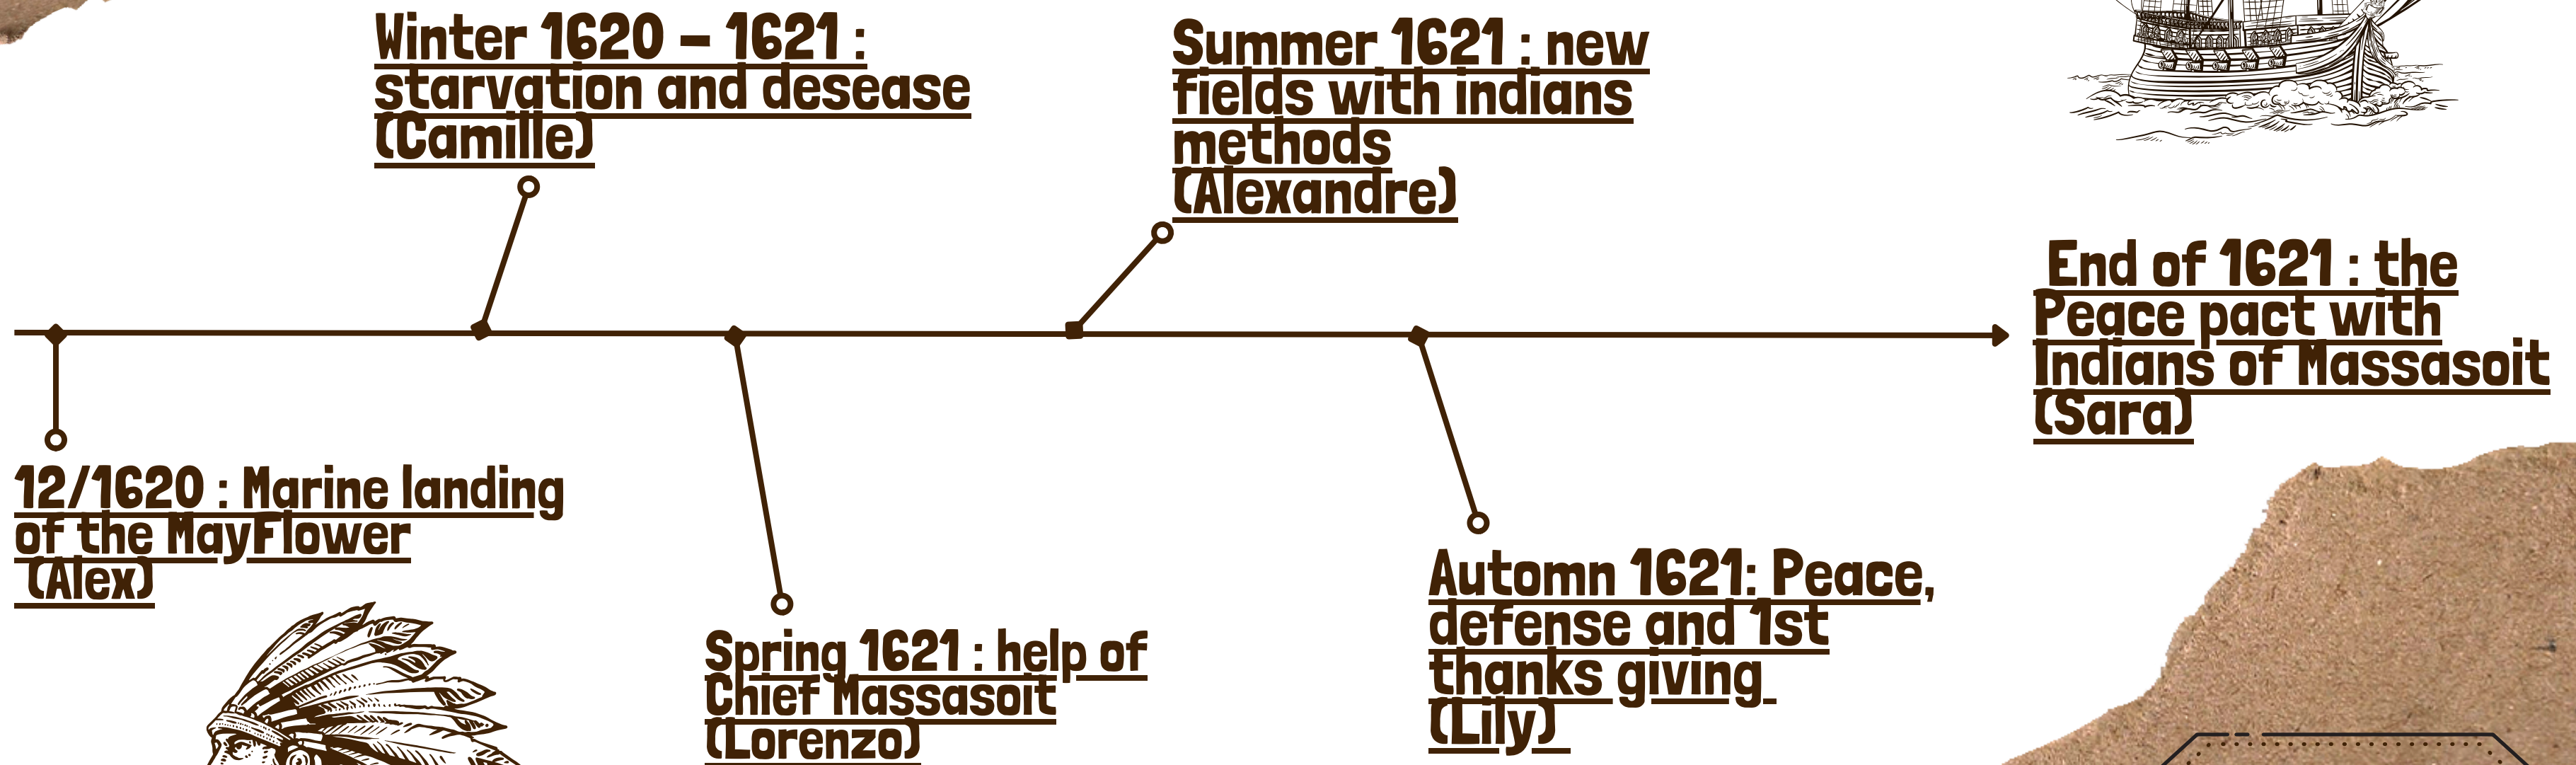 Winter 1620 – 1621 :
starvation and desease
(Camille)
Summer 1621 : new
fields with indians
methods
(Alexandre)
End of 1621 : the
Peace pact with
Indians of Massasoit
(Sara)
12/1620 : Marine landing
of the MayFlower
(Alex)
Spring 1621 : help of
Chief Massasoit
(Lorenzo)
Automn 1621: Peace,
defense and 1st
thanks giving
(Lily)